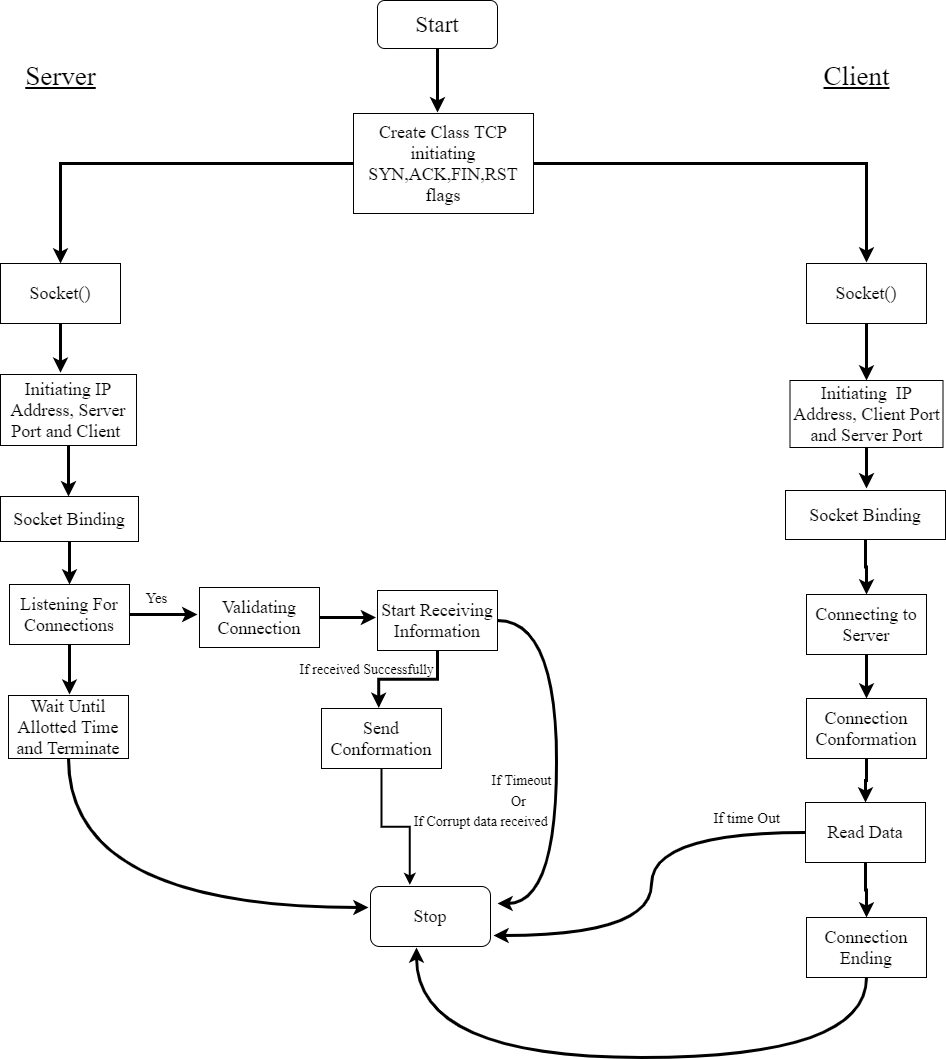 Start
Server
Client
Create Class TCP
initiating
SYN,ACK,FIN,RST
flags
Socket()
Socket()
Initiating IP
Address, Server
Port and Client
Initiating IP
Address, Client Port
and Server Port
Socket Binding
Socket Binding
Listening For
Connections
Yes
Validating
Connection
Start Receiving
Information
Connecting to
Server
If received Successfully
Wait Until
Allotted Time
and Terminate
Send
Conformation
Connection
Conformation
If Timeout
Or
If Corrupt data received
If time Out
Read Data
Stop
Connection
Ending